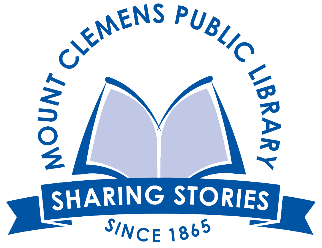 MOUNT CLEMENS PUBLIC LIBRARY
SHARING STORIES
SINCE 1865